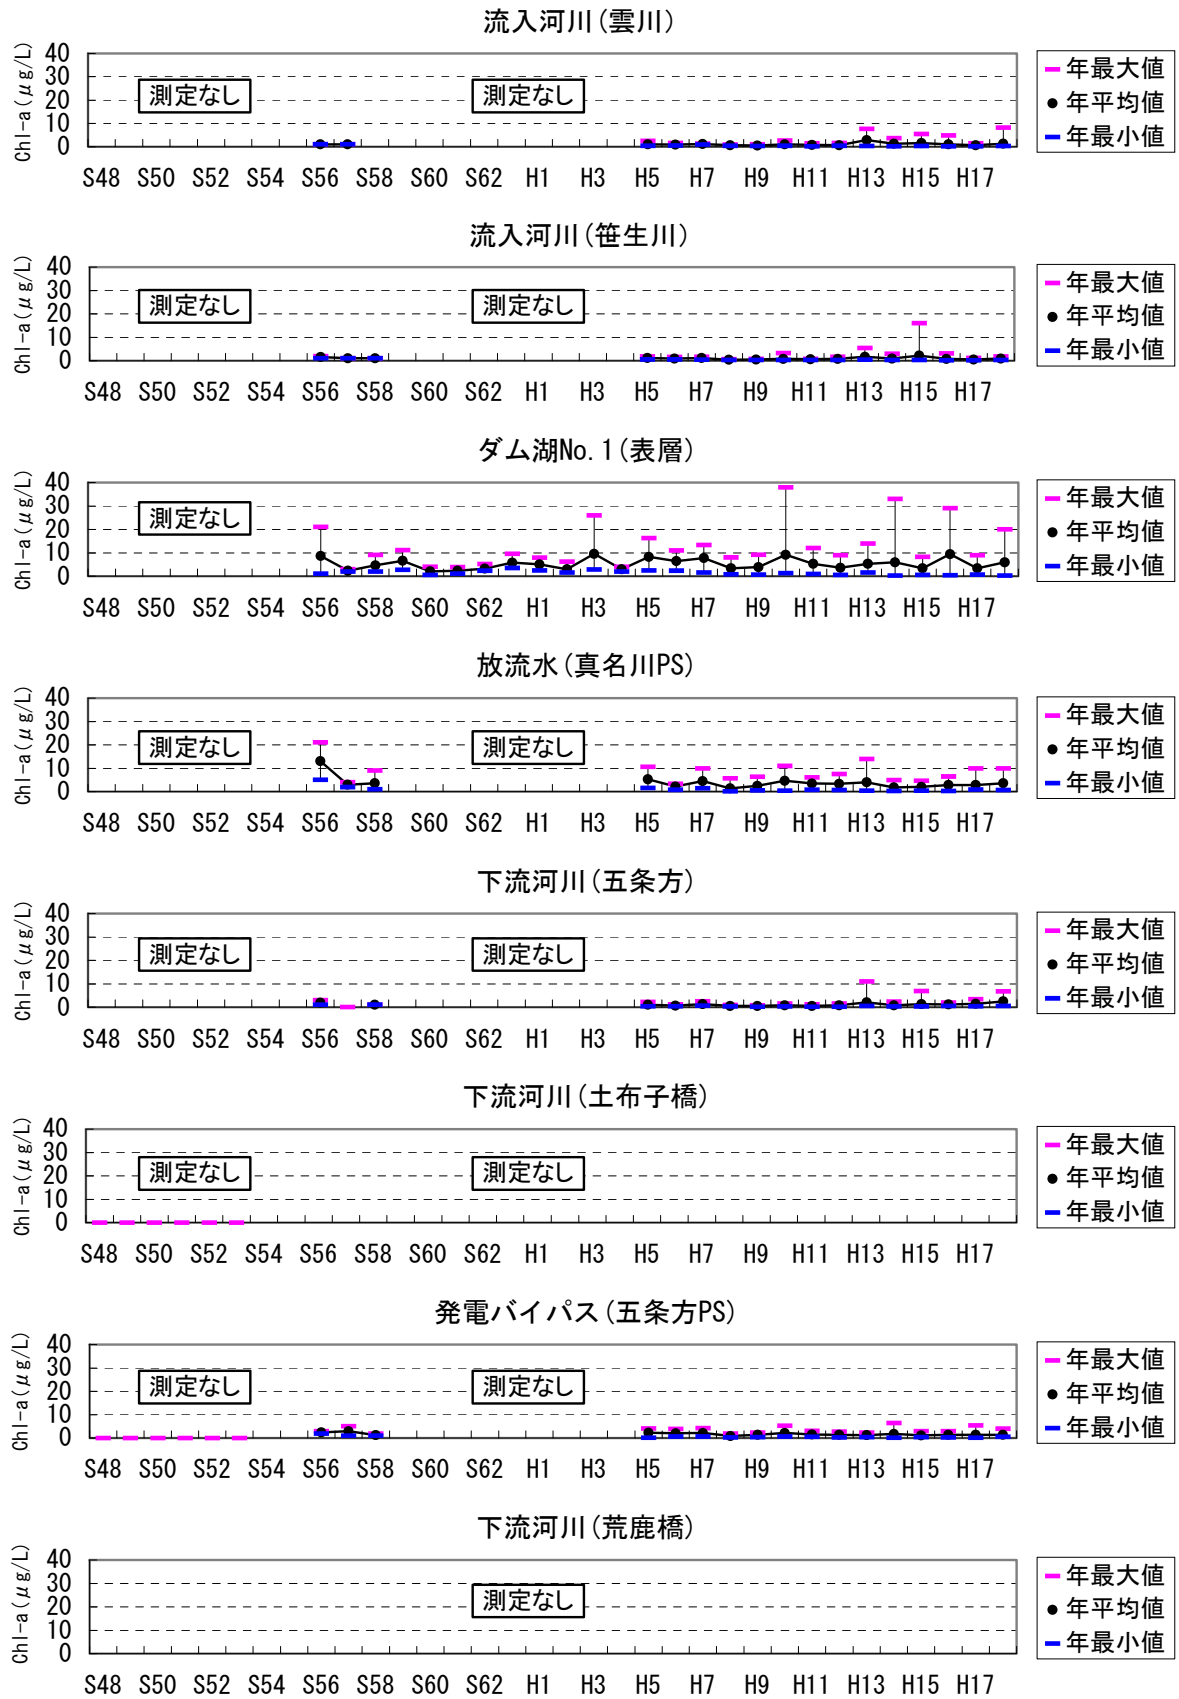 流入河川(雲川)
Chl-a(μg/L)
40
30
20
10
0
測定なし 測定なし
年最大値
年平均値
年最小値
S48 S50 S52 S54 S56 S58 S60 S62 H1 H3 H5 H7 H9 H11 H13 H15 H17
流入河川(笹生川)
Chl-a(μg/L)
40
30
20
10
0
測定なし 測定なし
年最大値
年平均値
年最小値
S48 S50 S52 S54 S56 S58 S60 S62 H1 H3 H5 H7 H9 H11 H13 H15 H17
ダム湖No.1(表層)
Chl-a(μg/L)
40
30
20
10
0
測定なし
年最大値
年平均値
年最小値
S48 S50 S52 S54 S56 S58 S60 S62 H1 H3 H5 H7 H9 H11 H13 H15 H17
放流水(真名川PS)
Chl-a(μg/L)
40
30
20
10
0
測定なし 測定なし
年最大値
年平均値
年最小値
S48 S50 S52 S54 S56 S58 S60 S62 H1 H3 H5 H7 H9 H11 H13 H15 H17
下流河川(五条方)
Chl-a(μg/L)
40
30
20
10
0
測定なし 測定なし
年最大値
年平均値
年最小値
S48 S50 S52 S54 S56 S58 S60 S62 H1 H3 H5 H7 H9 H11 H13 H15 H17
下流河川(土布子橋)
Chl-a(μg/L)
40
30
20
10
0
測定なし 測定なし
年最大値
年平均値
年最小値
S48 S50 S52 S54 S56 S58 S60 S62 H1 H3 H5 H7 H9 H11 H13 H15 H17
発電バイパス(五条方PS)
Chl-a(μg/L)
40
30
20
10
0
測定なし 測定なし
年最大値
年平均値
年最小値
S48 S50 S52 S54 S56 S58 S60 S62 H1 H3 H5 H7 H9 H11 H13 H15 H17
下流河川(荒鹿橋)
Chl-a(μg/L)
40
30
20
10
0
測定なし
年最大値
年平均値
年最小値
S48 S50 S52 S54 S56 S58 S60 S62 H1 H3 H5 H7 H9 H11 H13 H15 H17